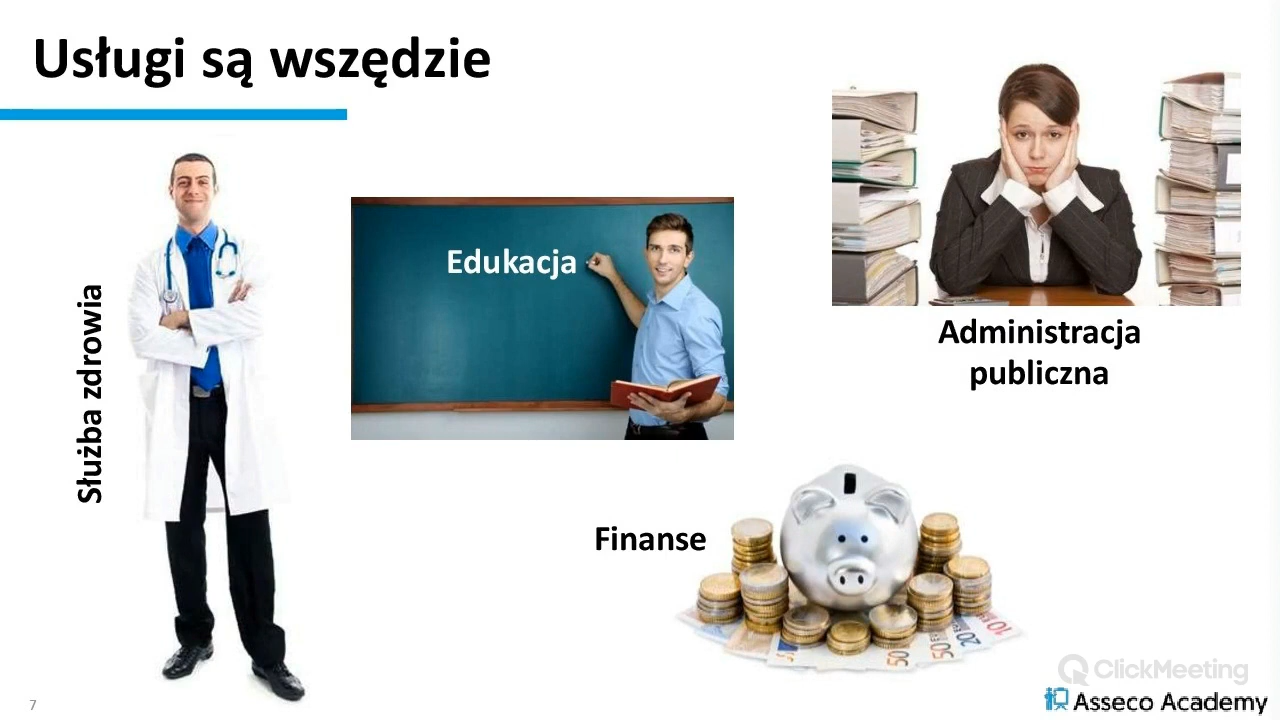 Usługi są wszędzie
Służba zdrowia
Edukacja
Administracja
publiczna
Finanse
ClickMeeting
Asseco Academy
7